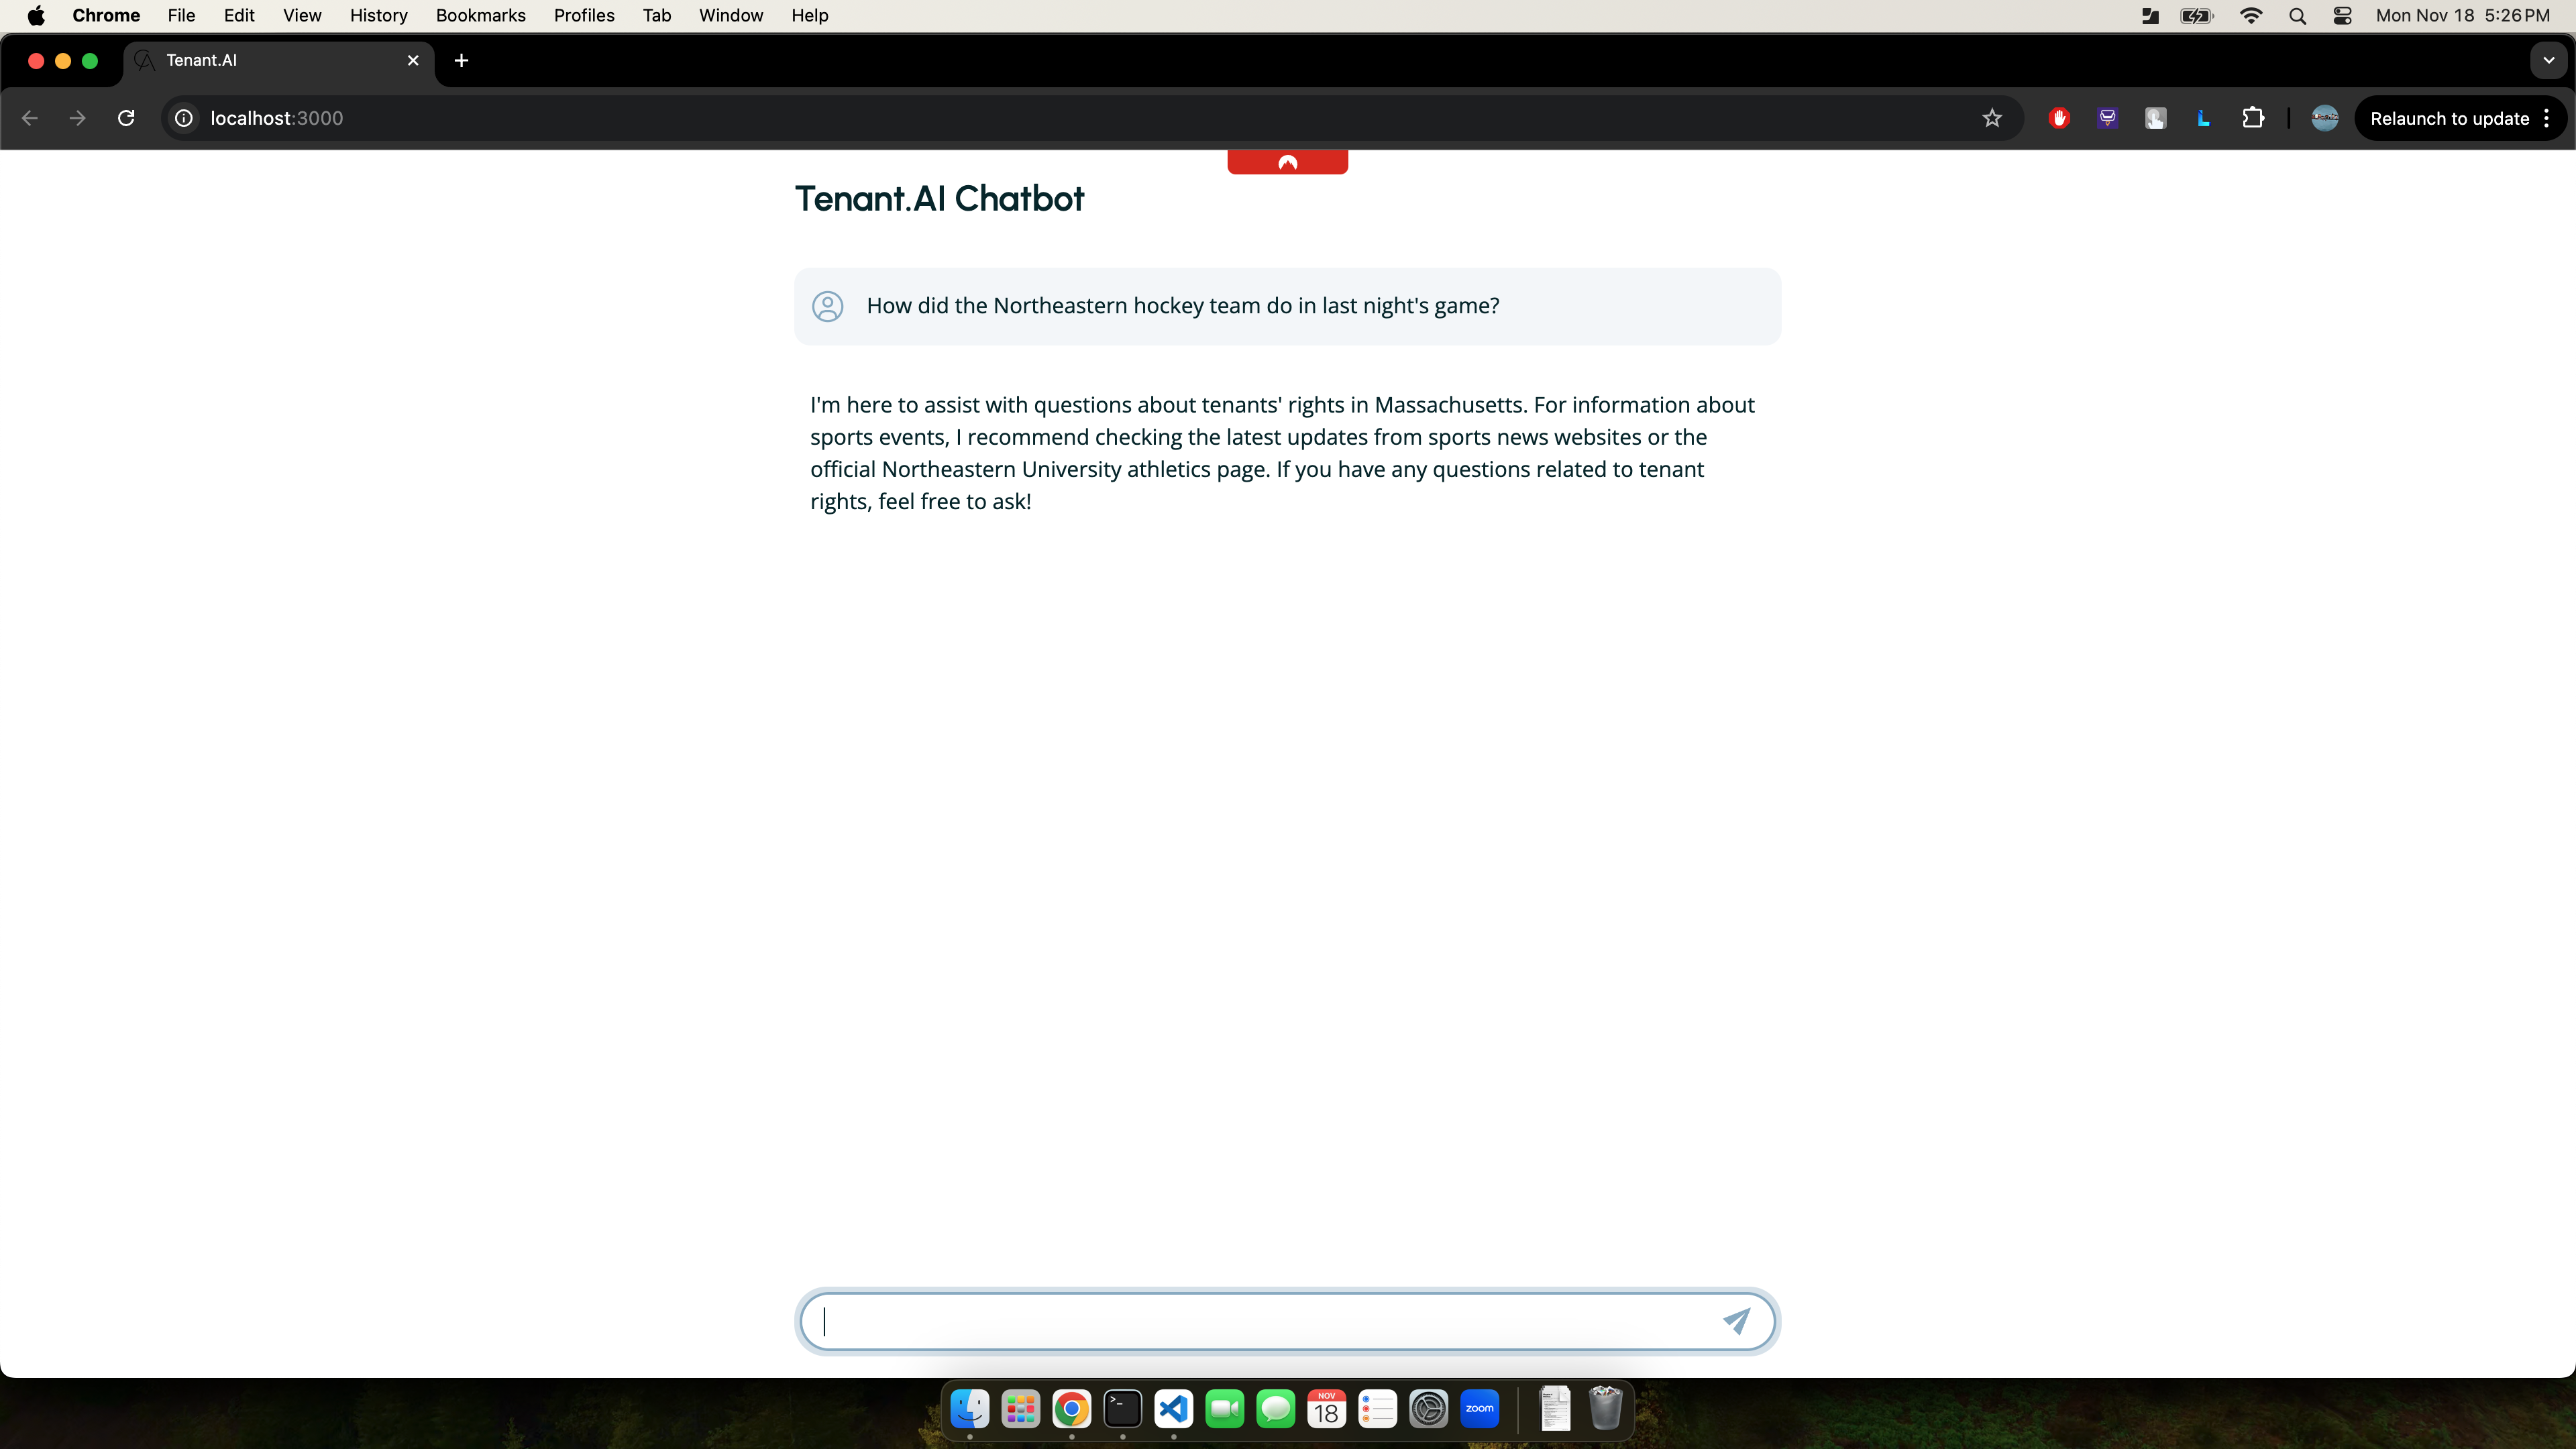 Chrome File Edit View History Bookmarks Profiles Tab Window Help Mon Nov 18 5:26 PM
Tenant.AI
localhost:3000 Relaunch to update
Tenant.AI Chatbot
How did the Northeastern hockey team do in last night's game?
I'm here to assist with questions about tenants' rights in Massachusetts. For information about
sports events, I recommend checking the latest updates from sports news websites or the
official Northeastern University athletics page. If you have any questions related to tenant
rights, feel free to ask!
NOV
18
zoom